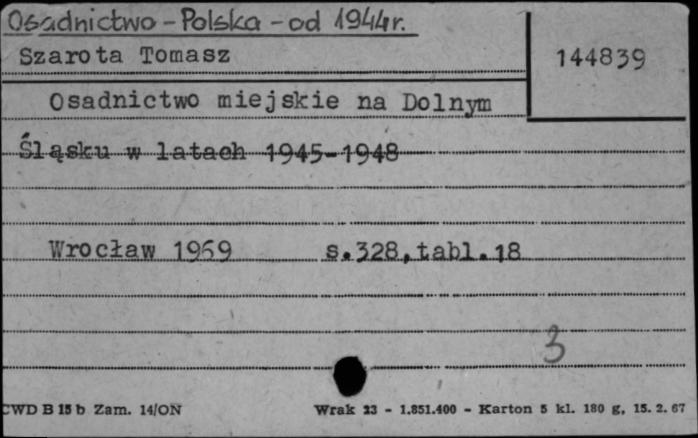 Osadnictwo - Polska - od 1944r.
Szarota Tomasz
144839
Osadnictwo miejskie na Dolnym
Śląsku w latach 1945-1948
Wrocław 1969 s.328,tabl.18
3
CWD B 15 b Zam. 14/ON Wrak 23 - 1.851.400 - Karton 5 kl. 180 g, 15. 2. 67